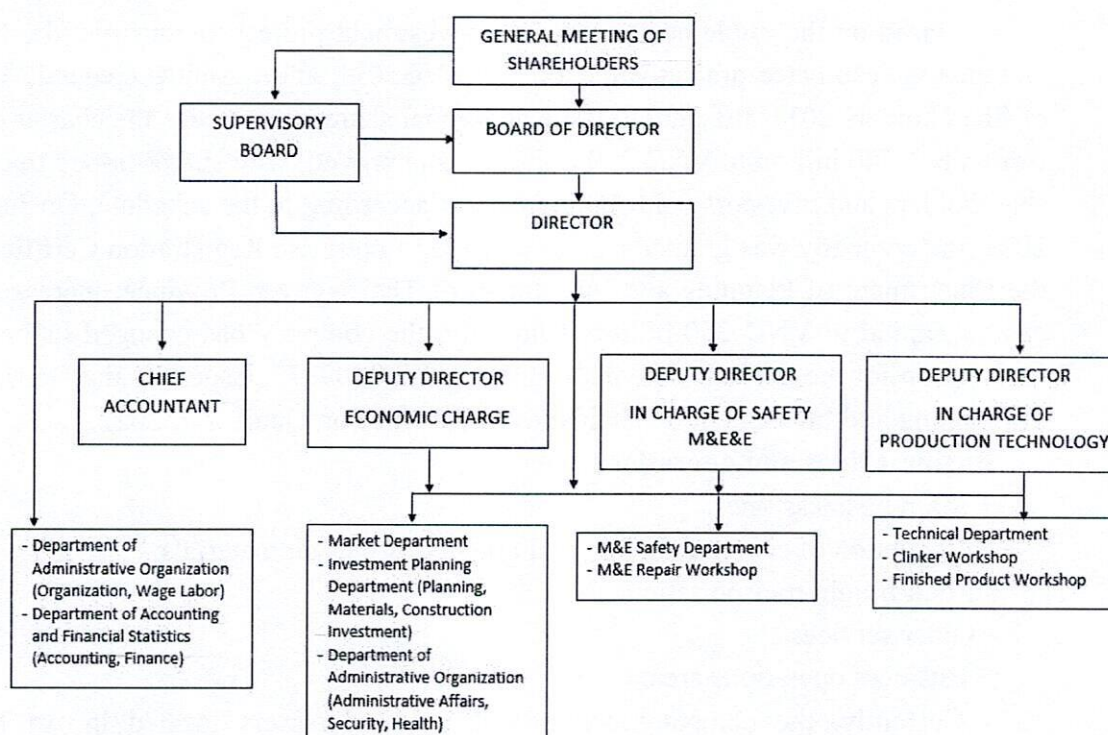 GENERAL MEETING OF
SHAREHOLDERS
SUPERVISORY
BOARD
BOARD OF DIRECTOR
DIRECTOR
CHIEF
ACCOUNTANT
DEPUTY DIRECTOR
ECONOMIC CHARGE
DEPUTY DIRECTOR
IN CHARGE OF SAFETY
M&E&E
DEPUTY DIRECTOR
IN CHARGE OF
PRODUCTION TECHNOLOGY
- Department of
Administrative Organization
(Organization, Wage Labor)
- Department of Accounting
and Financial Statistics
(Accounting, Finance)
- Market Department
- Investment Planning
Department (Planning,
Materials, Construction
Investment)
- Department of
Administrative Organization
(Administrative Affairs,
Security, Health)
- M&E Safety Department
- M&E Repair Workshop
- Technical Department
- Clinker Workshop
- Finished Product Workshop